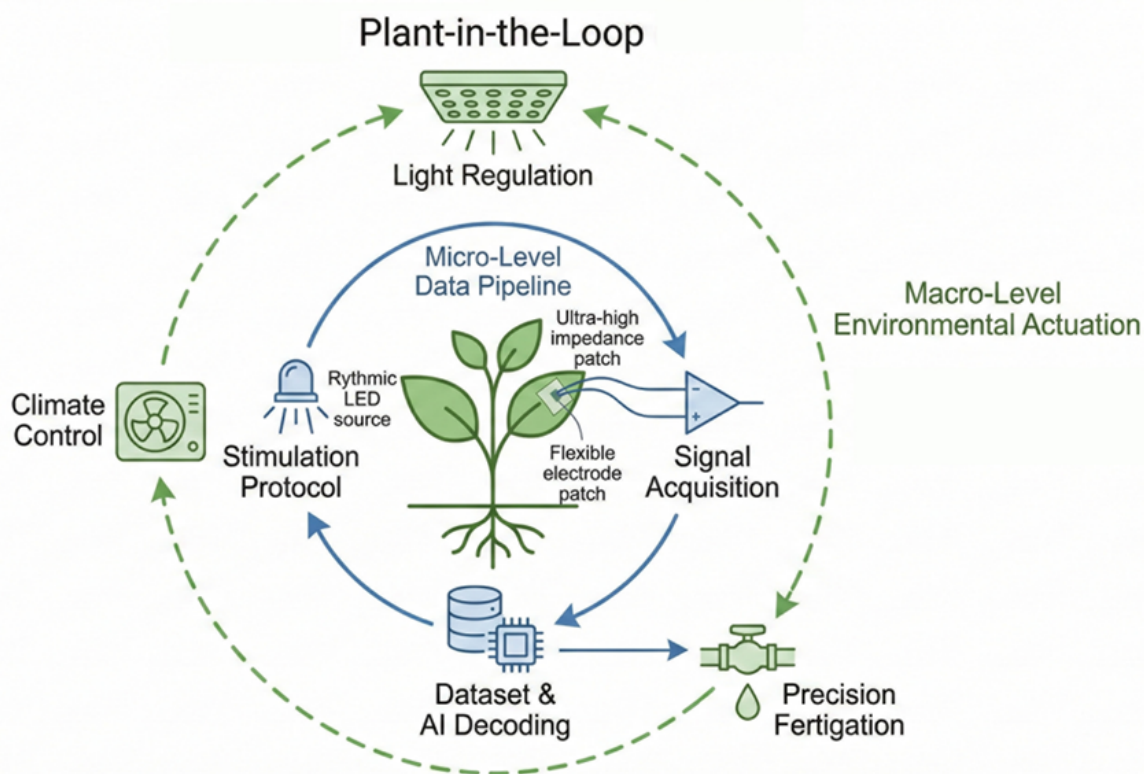 Plant-in-the-Loop
Light Regulation
Micro-Level
Data Pipeline
Macro-Level
Environmental Actuation
Ultra-high
impedance
patch
Rythmic
LED
source
Climate
Control
Stimulation
Protocol
Flexible
electrode
patch
Signal
Acquisition
Dataset &
AI Decoding
Precision
Fertigation